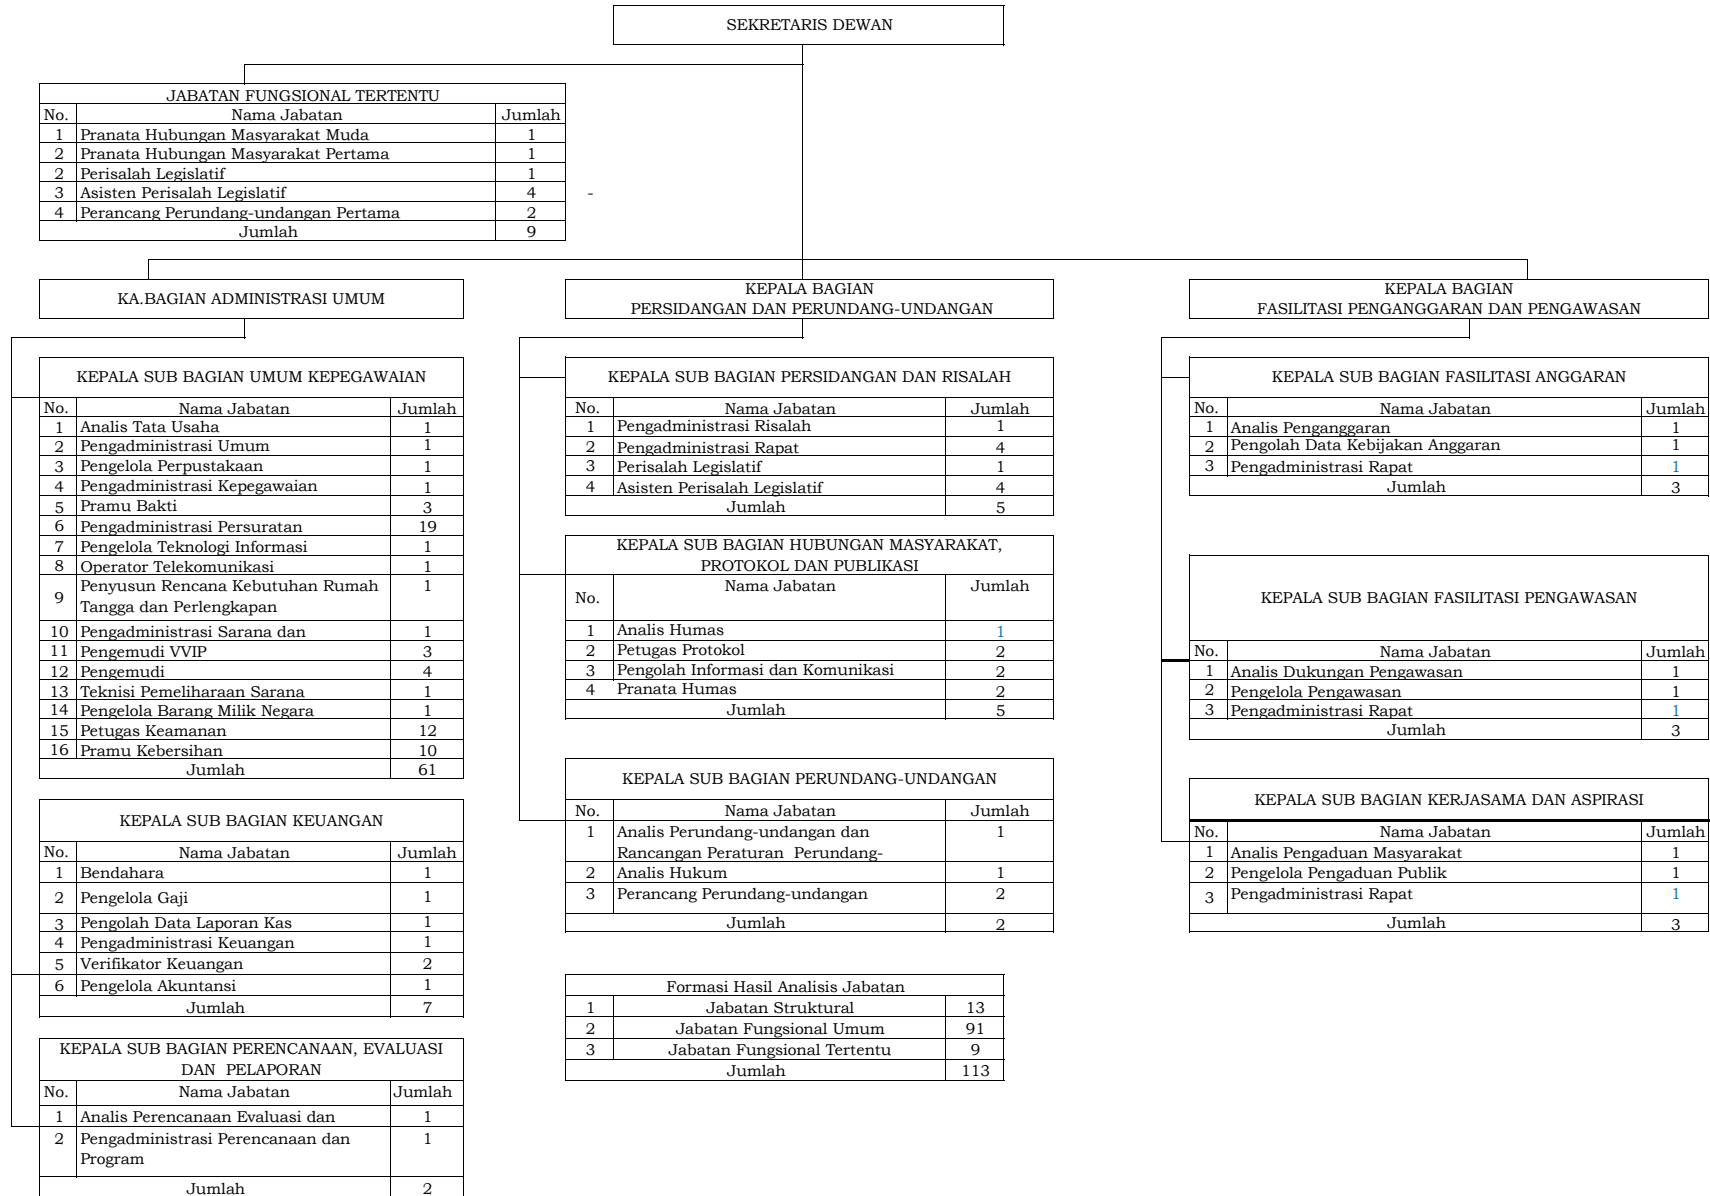 SEKRETARIS DEWAN
JABATAN FUNGSIONAL TERTENTU
No. Nama Jabatan Jumlah
1 Pranata Hubungan Masyarakat Muda 1
2 Pranata Hubungan Masyarakat Pertama 1
2 Perisalah Legislatif 1
3 Asisten Perisalah Legislatif 4 -
4 Perancang Perundang-undangan Pertama 2
Jumlah 9
KA.BAGIAN ADMINISTRASI UMUM
KEPALA SUB BAGIAN UMUM KEPEGAWAIAN
No. Nama Jabatan Jumlah
1 Analis Tata Usaha 1
2 Pengadministrasi Umum 1
3 Pengelola Perpustakaan 1
4 Pengadministrasi Kepegawaian 1
5 Pramu Bakti 3
6 Pengadministrasi Persuratan 19
7 Pengelola Teknologi Informasi 1
8 Operator Telekomunikasi 1
9 Penyusun Rencana Kebutuhan Rumah 1
Tangga dan Perlengkapan
10 Pengadministrasi Sarana dan 1
11 Pengemudi VVIP 3
12 Pengemudi 4
13 Teknisi Pemeliharaan Sarana 1
14 Pengelola Barang Milik Negara 1
15 Petugas Keamanan 12
16 Pramu Kebersihan 10
Jumlah 61
KEPALA SUB BAGIAN KEUANGAN
No. Nama Jabatan Jumlah
1 Bendahara 1
2 Pengelola Gaji 1
3 Pengolah Data Laporan Kas 1
4 Pengadministrasi Keuangan 1
5 Verifikator Keuangan 2
6 Pengelola Akuntansi 1
Jumlah 7
KEPALA SUB BAGIAN PERENCANAAN, EVALUASI
DAN PELAPORAN
No. Nama Jabatan Jumlah
1 Analis Perencanaan Evaluasi dan 1
2 Pengadministrasi Perencanaan dan 1
Program
Jumlah 2
KEPALA BAGIAN
PERSIDANGAN DAN PERUNDANG-UNDANGAN
KEPALA SUB BAGIAN PERSIDANGAN DAN RISALAH
No. Nama Jabatan Jumlah
1 Pengadministrasi Risalah 1
2 Pengadministrasi Rapat 4
3 Perisalah Legislatif 1
4 Asisten Perisalah Legislatif 4
Jumlah 5
KEPALA SUB BAGIAN HUBUNGAN MASYARAKAT,
PROTOKOL DAN PUBLIKASI
No. Nama Jabatan Jumlah
1 Analis Humas 1
2 Petugas Protokol 2
3 Pengolah Informasi dan Komunikasi 2
4 Pranata Humas 2
Jumlah 5
KEPALA SUB BAGIAN PERUNDANG-UNDANGAN
No. Nama Jabatan Jumlah
1 Analis Perundang-undangan dan 1
Rancangan Peraturan Perundang-
2 Analis Hukum 1
3 Perancang Perundang-undangan 2
Jumlah 2
Formasi Hasil Analisis Jabatan
1 Jabatan Struktural 13
2 Jabatan Fungsional Umum 91
3 Jabatan Fungsional Tertentu 9
Jumlah 113
KEPALA BAGIAN
FASILITASI PENGANGGARAN DAN PENGAWASAN
KEPALA SUB BAGIAN FASILITASI ANGGARAN
No. Nama Jabatan Jumlah
1 Analis Penganggaran 1
2 Pengolah Data Kebijakan Anggaran 1
3 Pengadministrasi Rapat 1
Jumlah 3
KEPALA SUB BAGIAN FASILITASI PENGAWASAN
No. Nama Jabatan Jumlah
1 Analis Dukungan Pengawasan 1
2 Pengelola Pengawasan 1
3 Pengadministrasi Rapat 1
Jumlah 3
KEPALA SUB BAGIAN KERJASAMA DAN ASPIRASI
No. Nama Jabatan Jumlah
1 Analis Pengaduan Masyarakat 1
2 Pengelola Pengaduan Publik 1
3 Pengadministrasi Rapat 1
Jumlah 3